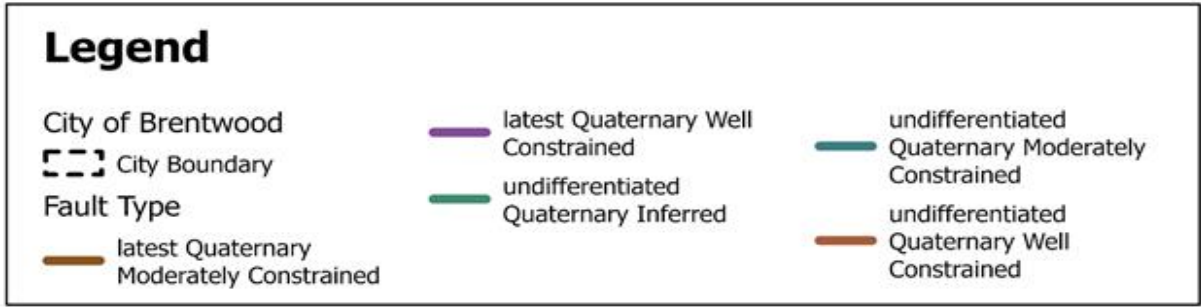 Legend
City of Brentwood
City Boundary
Fault Type
latest Quaternary
Moderately Constrained
latest Quaternary Well
Constrained
undifferentiated
Quaternary Inferred
undifferentiated
Quaternary Moderately
Constrained
undifferentiated
Quaternary Well
Constrained